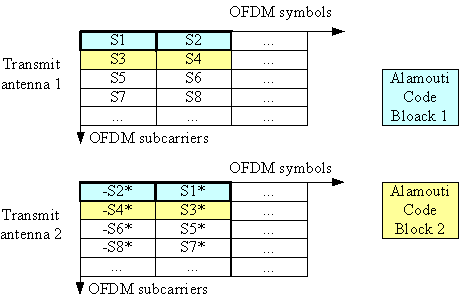 OFDM symbols
Transmit
antenna 1
S1 S2 ...
S3 S4 ...
S5 S6 ...
S7 S8 ...
... ... ...
OFDM subcarriers
Alamouti
Code
Bloack 1
OFDM symbols
Transmit
antenna 2
-S2* S1* ...
-S4* S3* ...
-S6* S5* ...
-S8* S7* ...
... ... ...
OFDM subcarriers
Alamouti
Code
Block 2